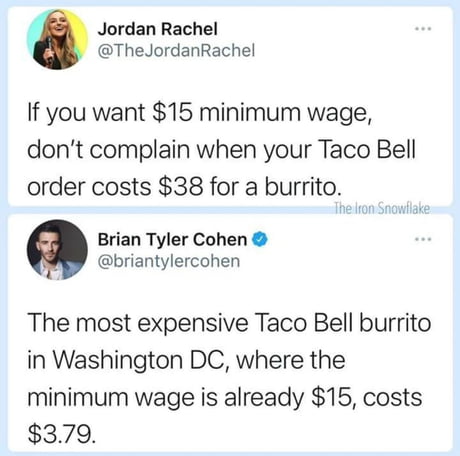 Jordan Rachel
@TheJordanRachel
If you want $15 minimum wage,
don't complain when your Taco Bell
order costs $38 for a burrito.
The Iron Snowflake
Brian Tyler Cohen
@briantylercohen
The most expensive Taco Bell burrito
in Washington DC, where the
minimum wage is already $15, costs
$3.79.